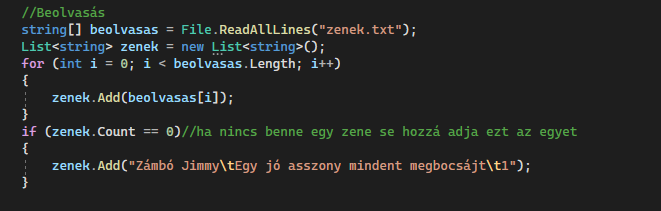 //Beolvasás
string[] beolvasas = File.ReadAllLines("zenek.txt");
List<string> zenek = new List<string>();
for (int i = 0; i < beolvasas.Length; i++)
{
zenek.Add(beolvasas[i]);
}
if (zenek.Count == 0)//ha nincs benne egy zene se hozzá adja ezt az egyet
{
zenek.Add("Zámbó Jimmy\tEgy jó asszony mindent megbocsájt\t1");
}